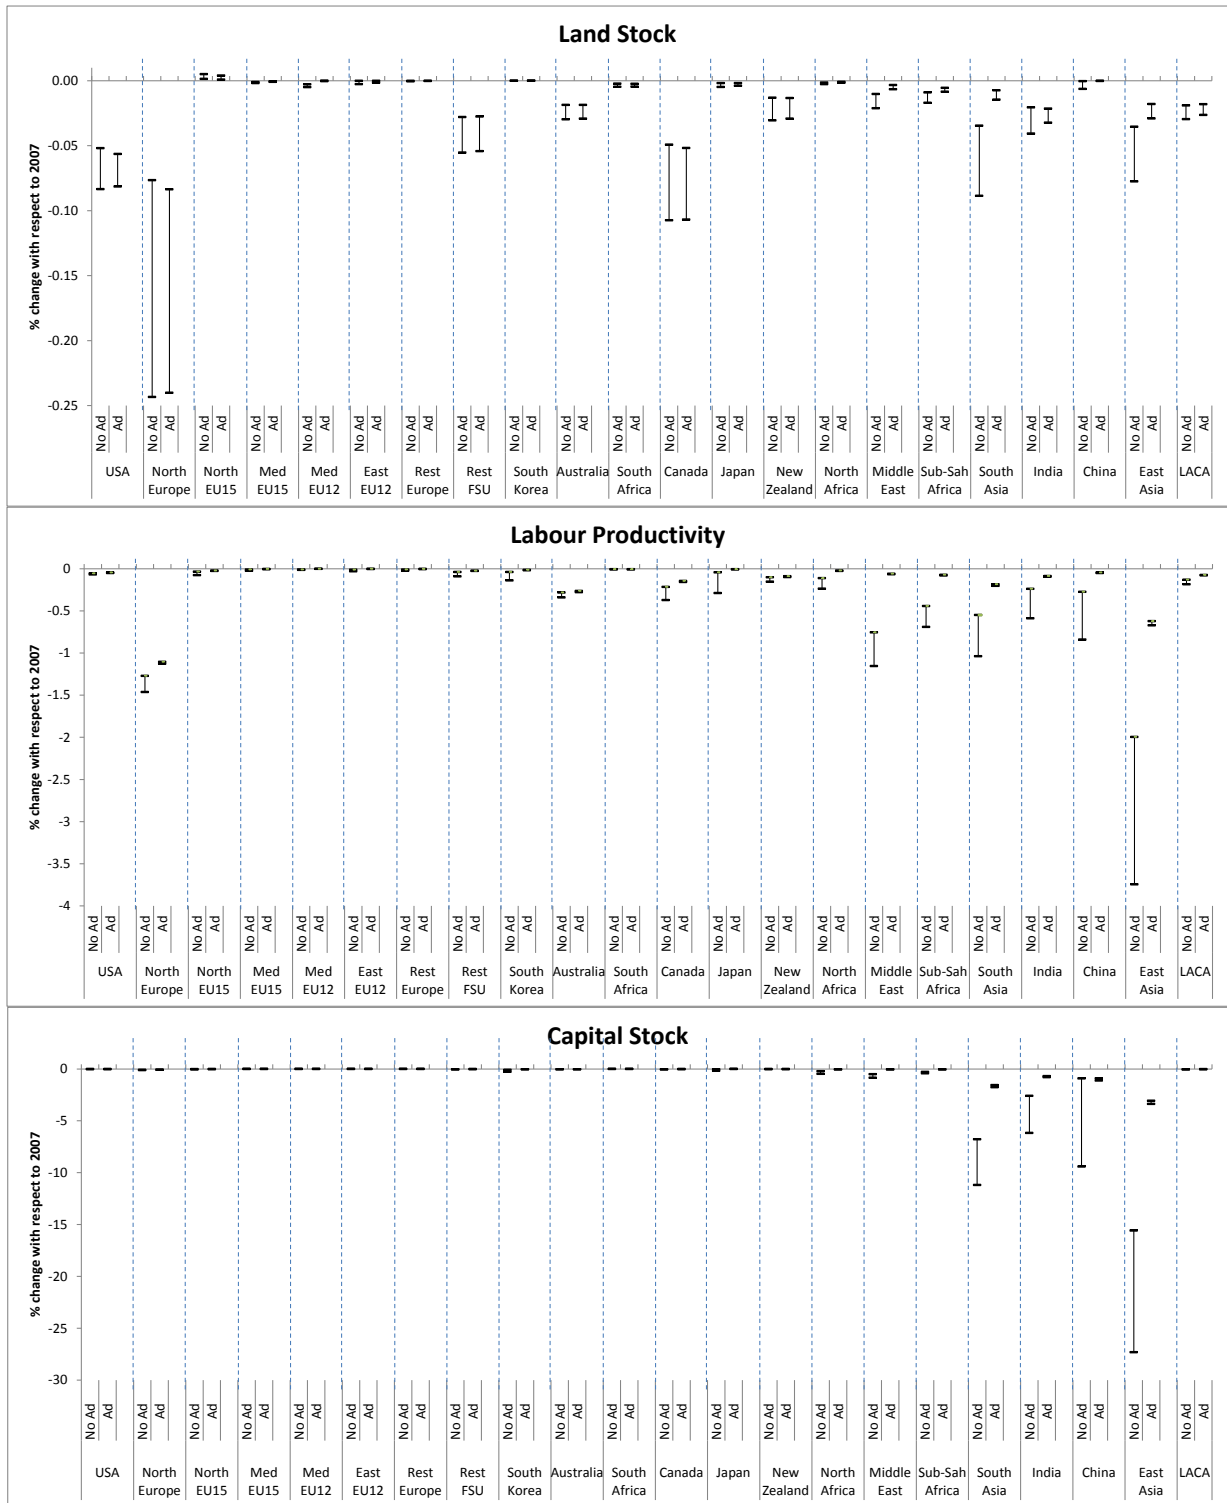 Land Stock
% change with respect to 2007
0.00
-0.05
-0.10
-0.15
-0.20
-0.25
No Ad Ad No Ad Ad No Ad Ad No Ad Ad No Ad Ad No Ad Ad No Ad Ad No Ad Ad No Ad Ad No Ad Ad No Ad Ad No Ad Ad No Ad Ad No Ad Ad No Ad Ad No Ad Ad No Ad Ad No Ad Ad No Ad Ad No Ad Ad No Ad Ad No Ad Ad
USA North North Med Med East Rest Rest South Australia South Canada Japan New North Middle Sub-Sah South India China East LACA
Europe EU15 EU15 EU12 EU12 Europe FSU Korea Africa Zealand Africa East Africa Asia Asia
Labour Productivity
% change with respect to 2007
0
-0.5
-1
-1.5
-2
-2.5
-3
-3.5
-4
No Ad Ad No Ad Ad No Ad Ad No Ad Ad No Ad Ad No Ad Ad No Ad Ad No Ad Ad No Ad Ad No Ad Ad No Ad Ad No Ad Ad No Ad Ad No Ad Ad No Ad Ad No Ad Ad No Ad Ad No Ad Ad No Ad Ad No Ad Ad No Ad Ad No Ad Ad
USA North North Med Med East Rest Rest South Australia South Canada Japan New North Middle Sub-Sah South India China East LACA
Europe EU15 EU15 EU12 EU12 Europe FSU Korea Africa Zealand Africa East Africa Asia Asia
Capital Stock
% change with respect to 2007
0
-5
-10
-15
-20
-25
-30
No Ad Ad No Ad Ad No Ad Ad No Ad Ad No Ad Ad No Ad Ad No Ad Ad No Ad Ad No Ad Ad No Ad Ad No Ad Ad No Ad Ad No Ad Ad No Ad Ad No Ad Ad No Ad Ad No Ad Ad No Ad Ad No Ad Ad No Ad Ad No Ad Ad No Ad Ad
USA North North Med Med East Rest Rest South Australia South Canada Japan New North Middle Sub-Sah South India China East LACA
Europe EU15 EU15 EU12 EU12 Europe FSU Korea Africa Zealand Africa East Africa Asia Asia